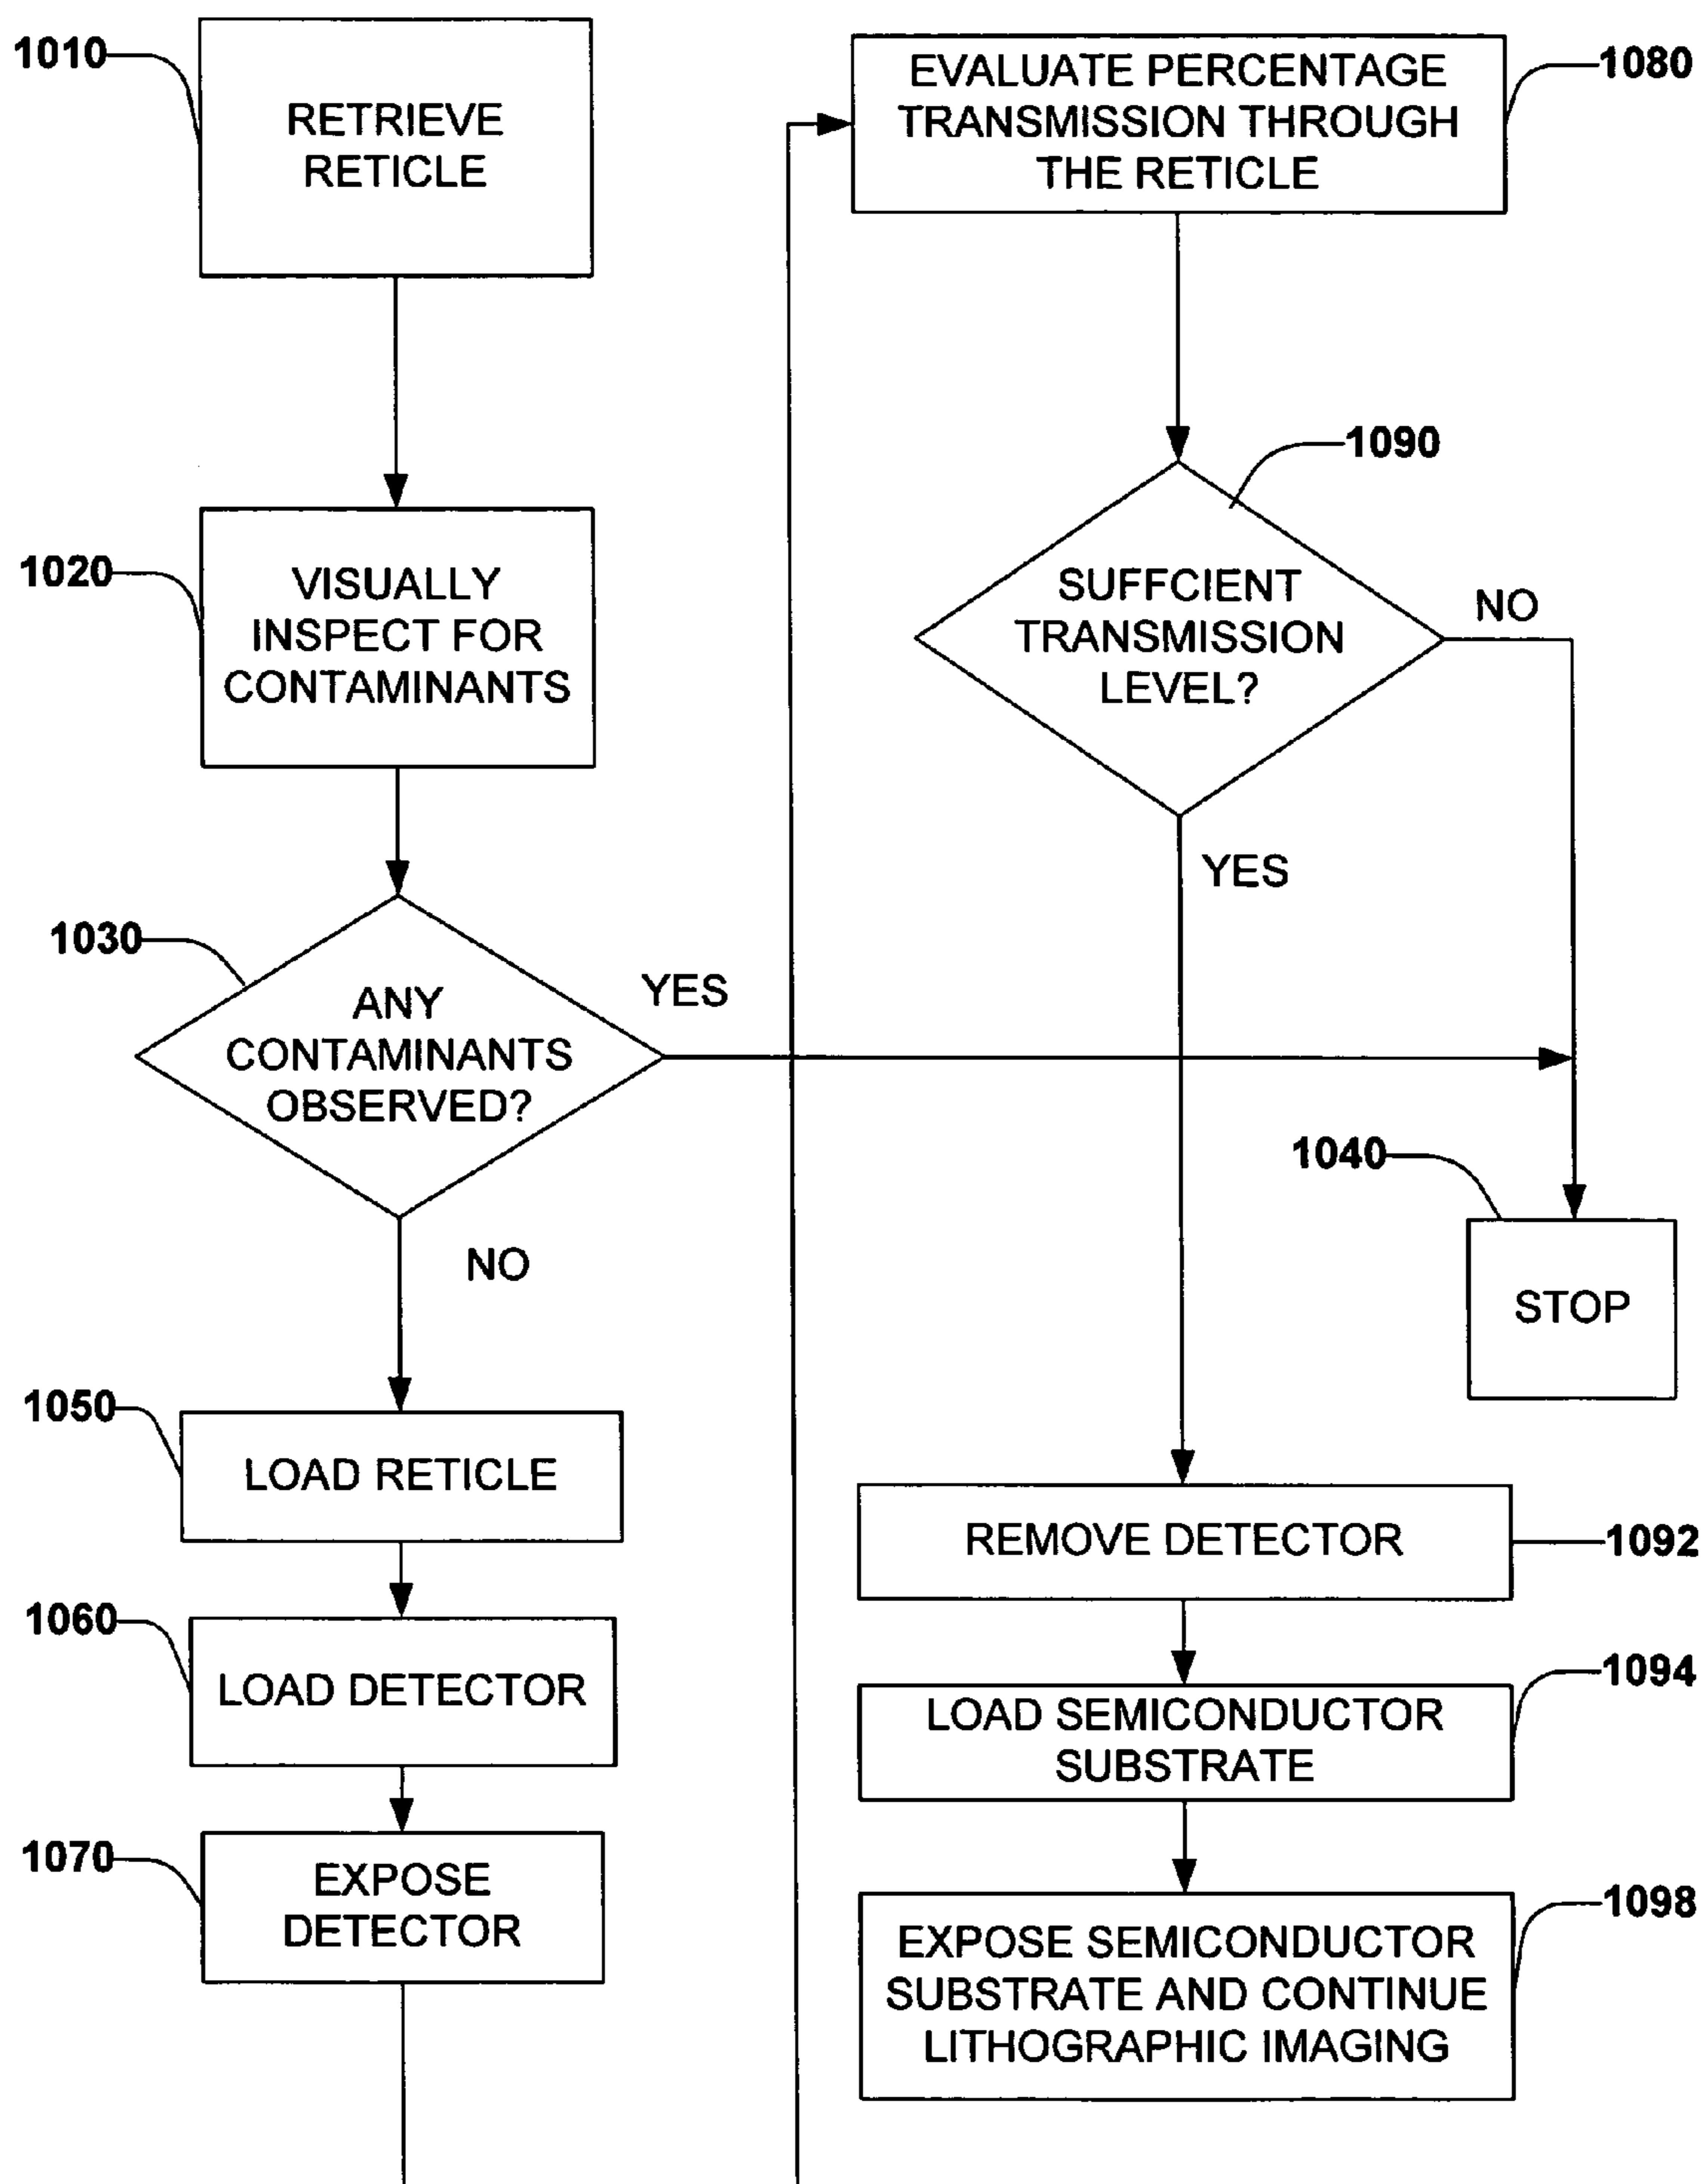 1010
RETRIEVE
RETICLE
1020
VISUALLY
INSPECT FOR
CONTAMINANTS
1030
ANY
CONTAMINANTS
OBSERVED?
YES
NO
1050
LOAD RETICLE
1060
LOAD DETECTOR
1070
EXPOSE
DETECTOR
EVALUATE PERCENTAGE
TRANSMISSION THROUGH
THE RETICLE
1080
1090
SUFFCIENT
TRANSMISSION
LEVEL?
NO
YES
1040
STOP
REMOVE DETECTOR
1092
LOAD SEMICONDUCTOR
SUBSTRATE
1094
EXPOSE SEMICONDUCTOR
SUBSTRATE AND CONTINUE
LITHOGRAPHIC IMAGING
1098